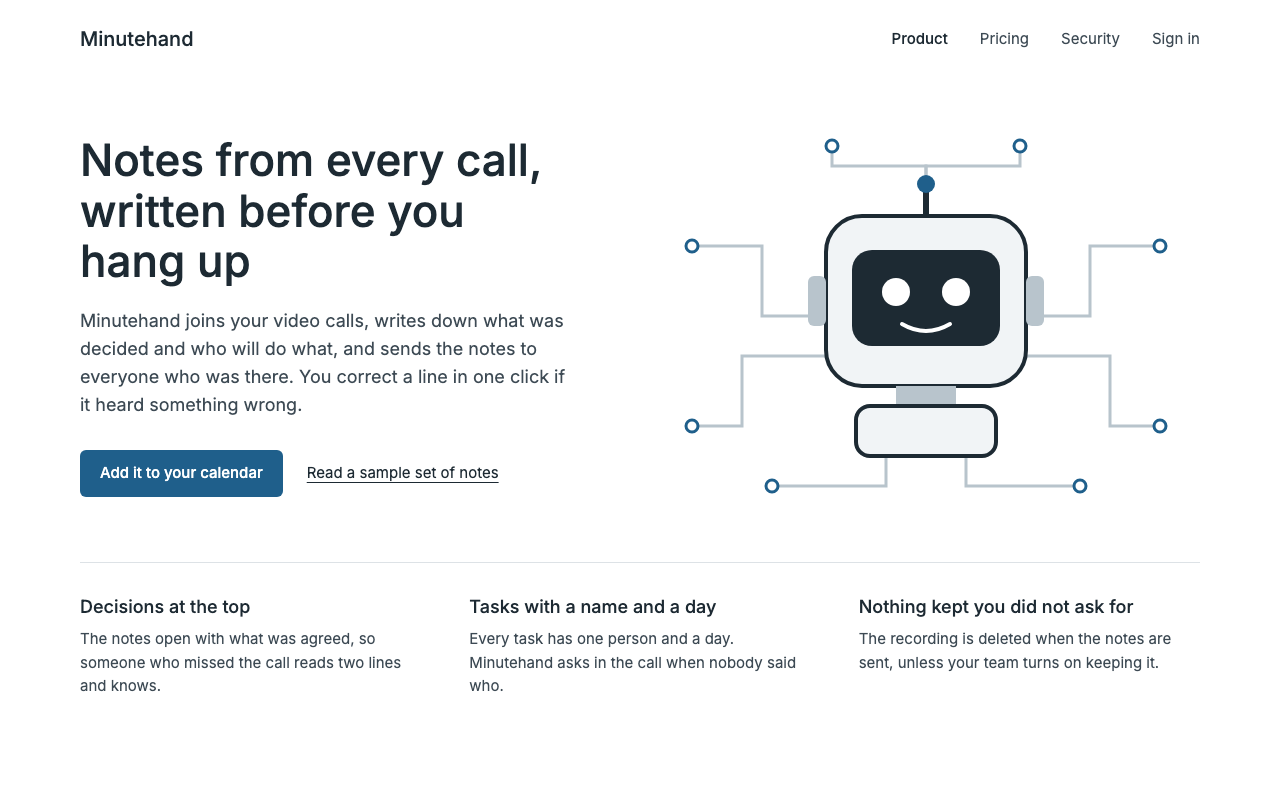 Minutehand
Product
Pricing
Security
Sign in
Notes from every call,
written before you
hang up
Minutehand joins your video calls, writes down what was
decided and who will do what, and sends the notes to
everyone who was there. You correct a line in one click if
it heard something wrong.
Add it to your calendar
Read a sample set of notes
Decisions at the top
The notes open with what was agreed, so
someone who missed the call reads two lines
and knows.
Tasks with a name and a day
Every task has one person and a day.
Minutehand asks in the call when nobody said
who.
Nothing kept you did not ask for
The recording is deleted when the notes are
sent, unless your team turns on keeping it.